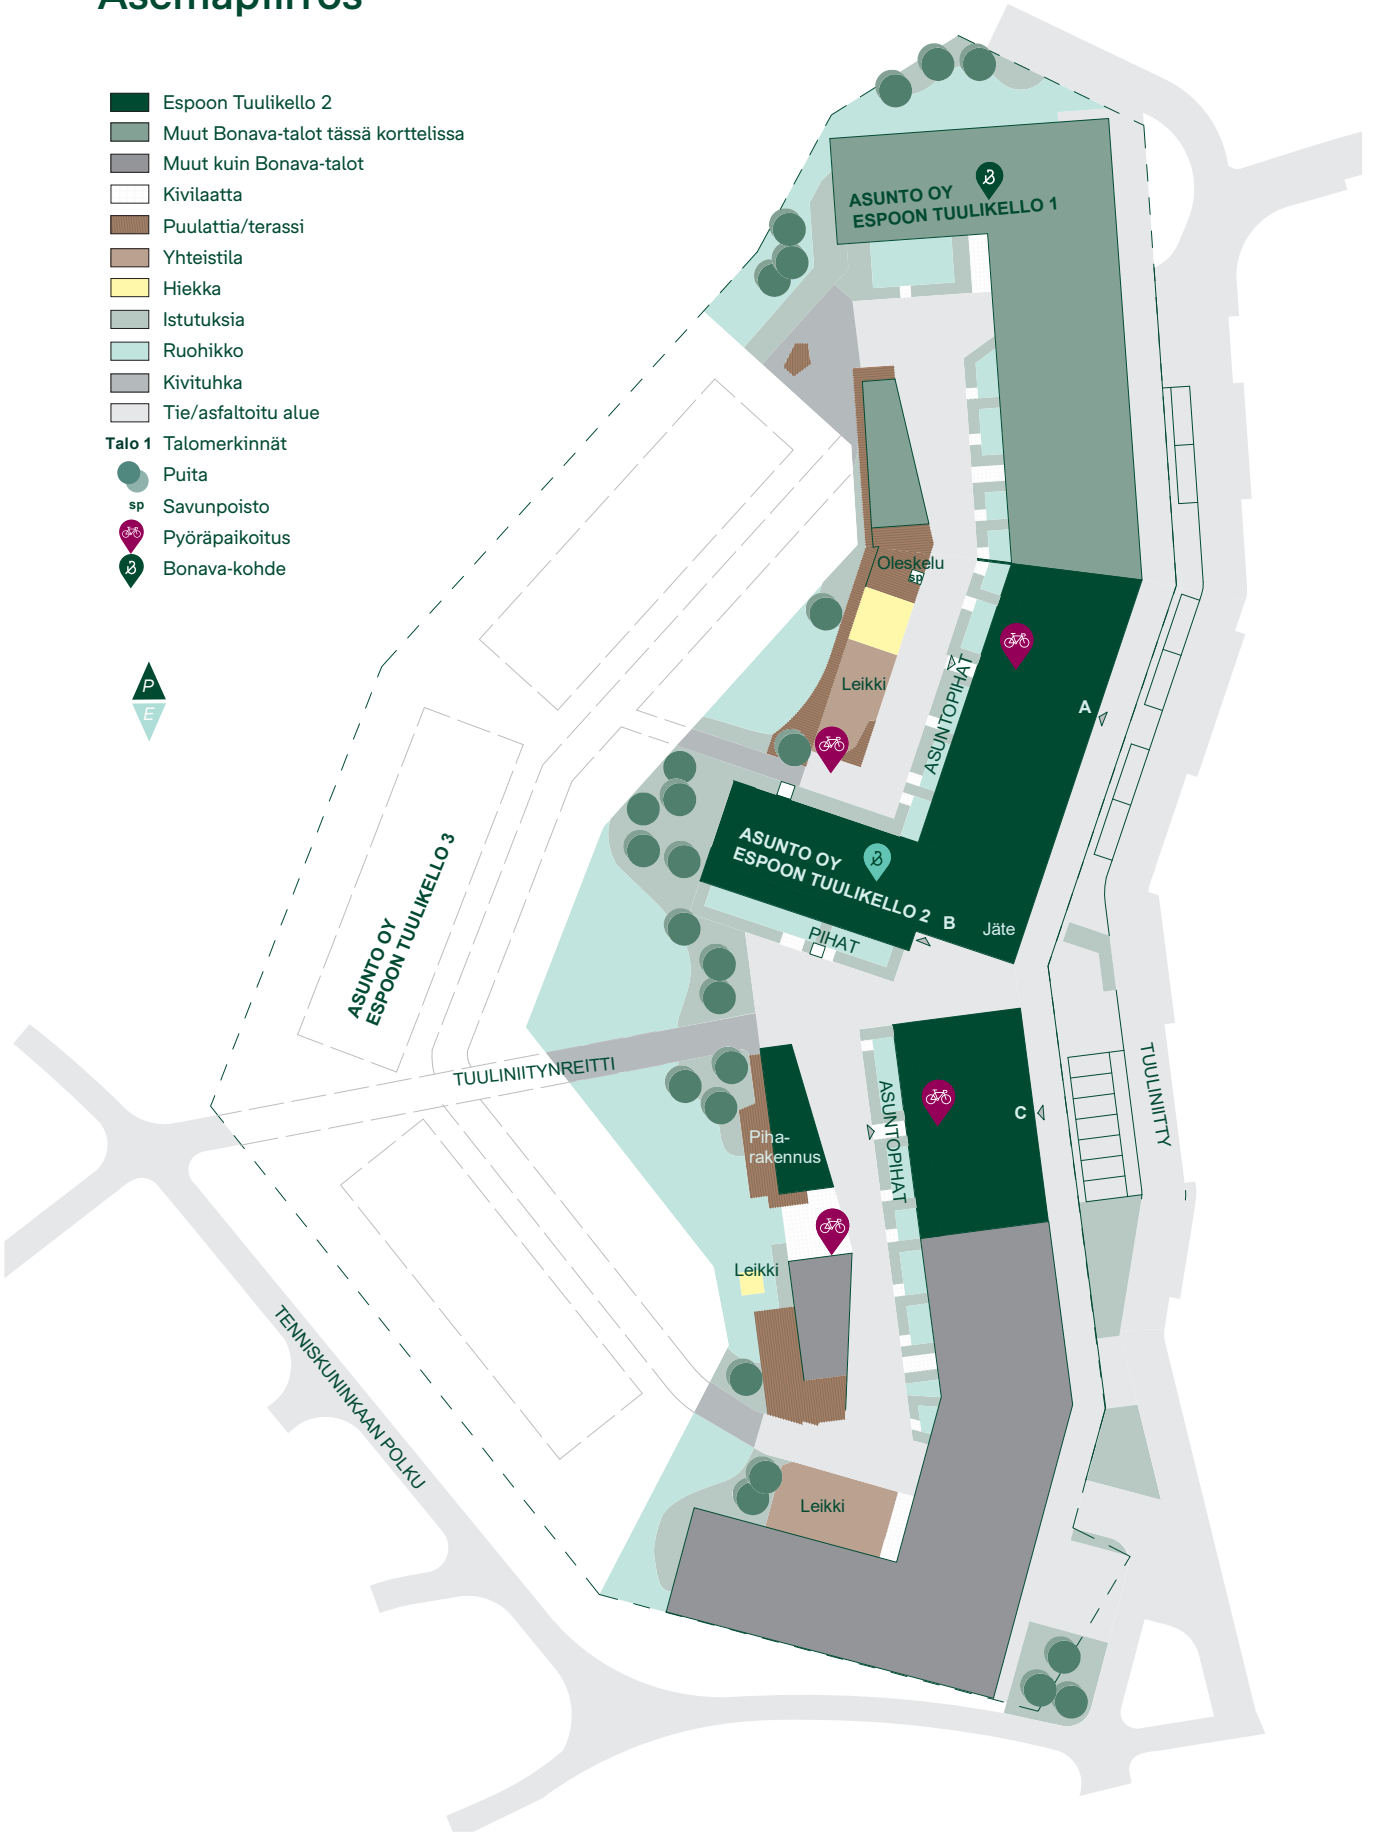 Asemapiirros
Espoon Tuulikello 2
Muut Bonava-talot tässä korttelissa
Muut kuin Bonava-talot
Kivilaatta
Puulattia/terassi
Yhteistila
Hiekka
Istutuksia
Ruohikko
Kivituhka
Tie/asfaltoitu alue
Talo 1 Talomerkinnät
Puita
sp Savunpoisto
Pyöräpaikoitus
Bonava-kohde
P
E
ASUNTO OY
ESPOON TUULIKELLO 1
Oleskelu
sp
Leikki
ASUNTOPIHAT
A
ASUNTO OY
ESPOON TUULIKELLO 2
B
Jäte
PIHAT
ASUNTO OY
ESPOON TUULIKELLO 3
TUULINIITYNREITTI
TUULINIITTY
ASUNTOPIHAT
C
Piha-
rakennus
Leikki
TENNISKUNINKAAN POLKU
Leikki